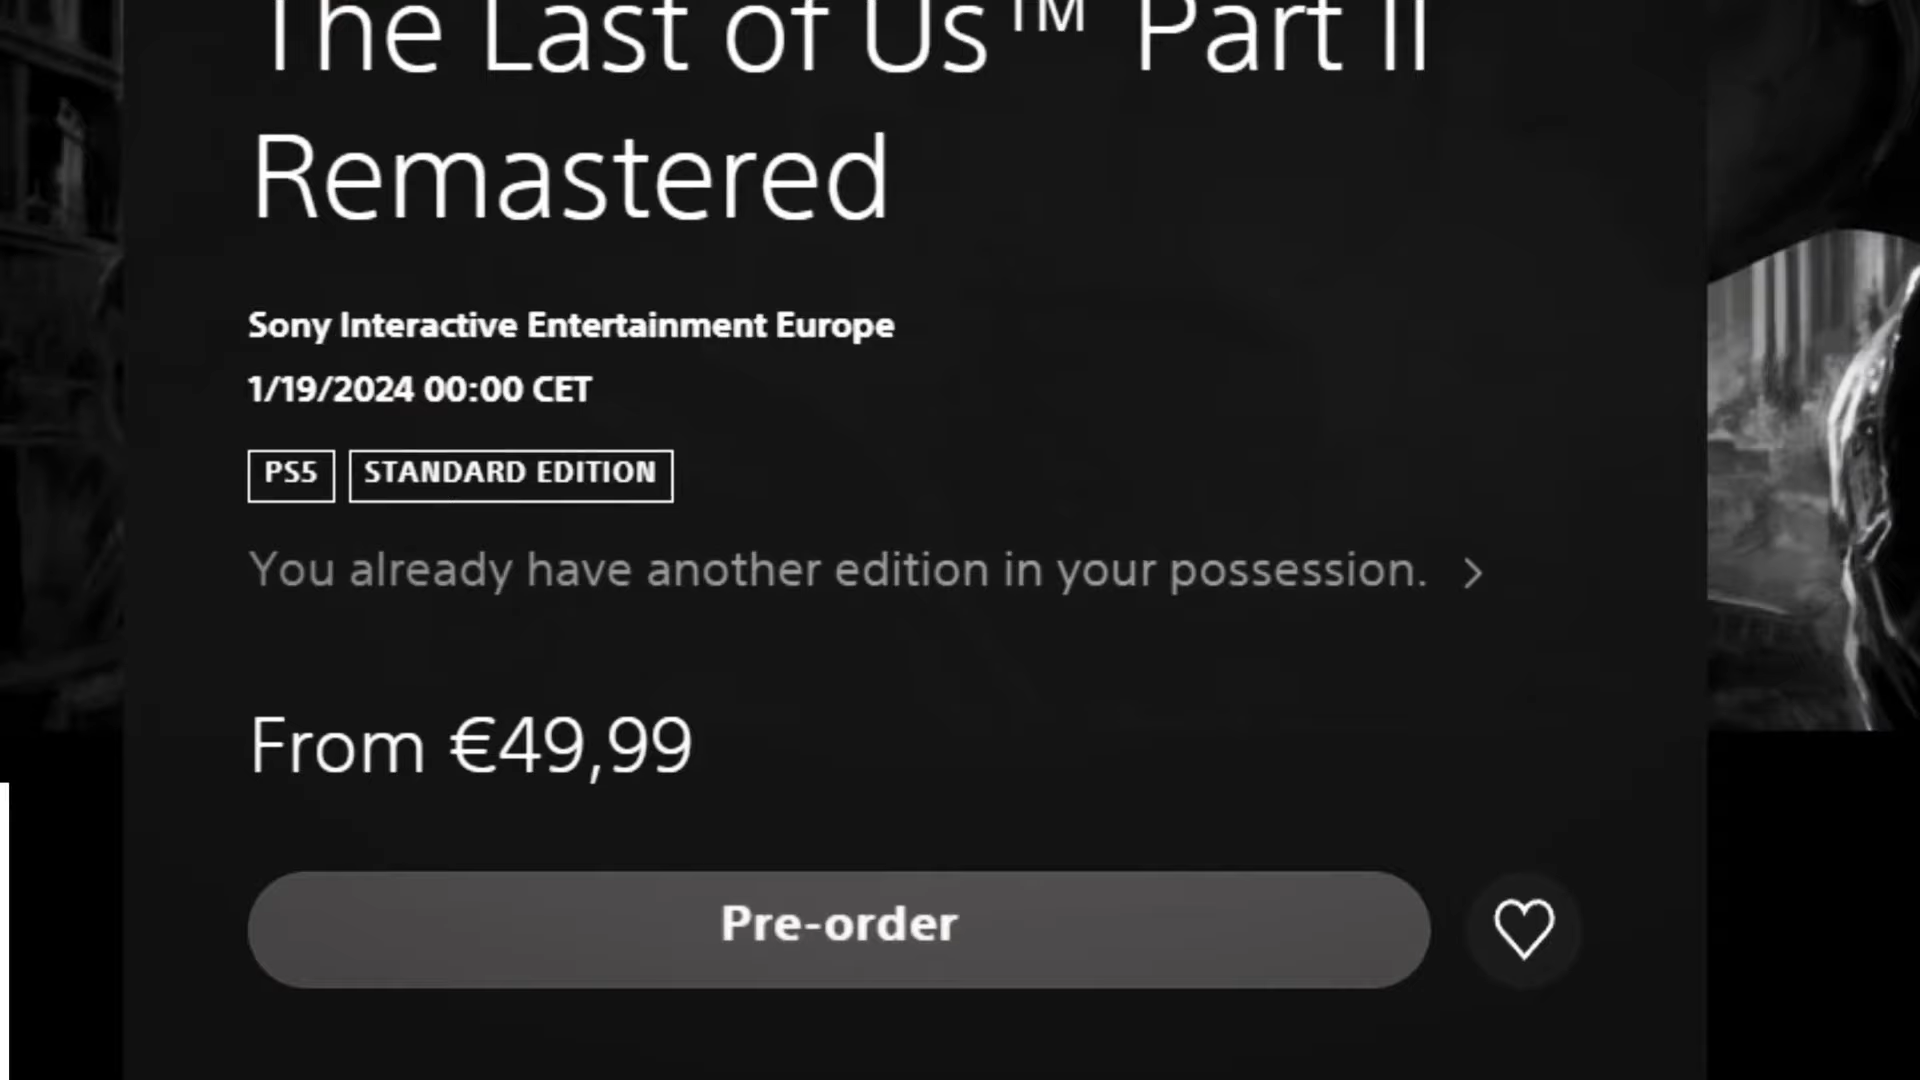 The Last of Us™ Part II
Remastered
Sony Interactive Entertainment Europe
1/19/2024 00:00 CET
PS5 STANDARD EDITION
You already have another edition in your possession. >
From €49,99
Pre-order